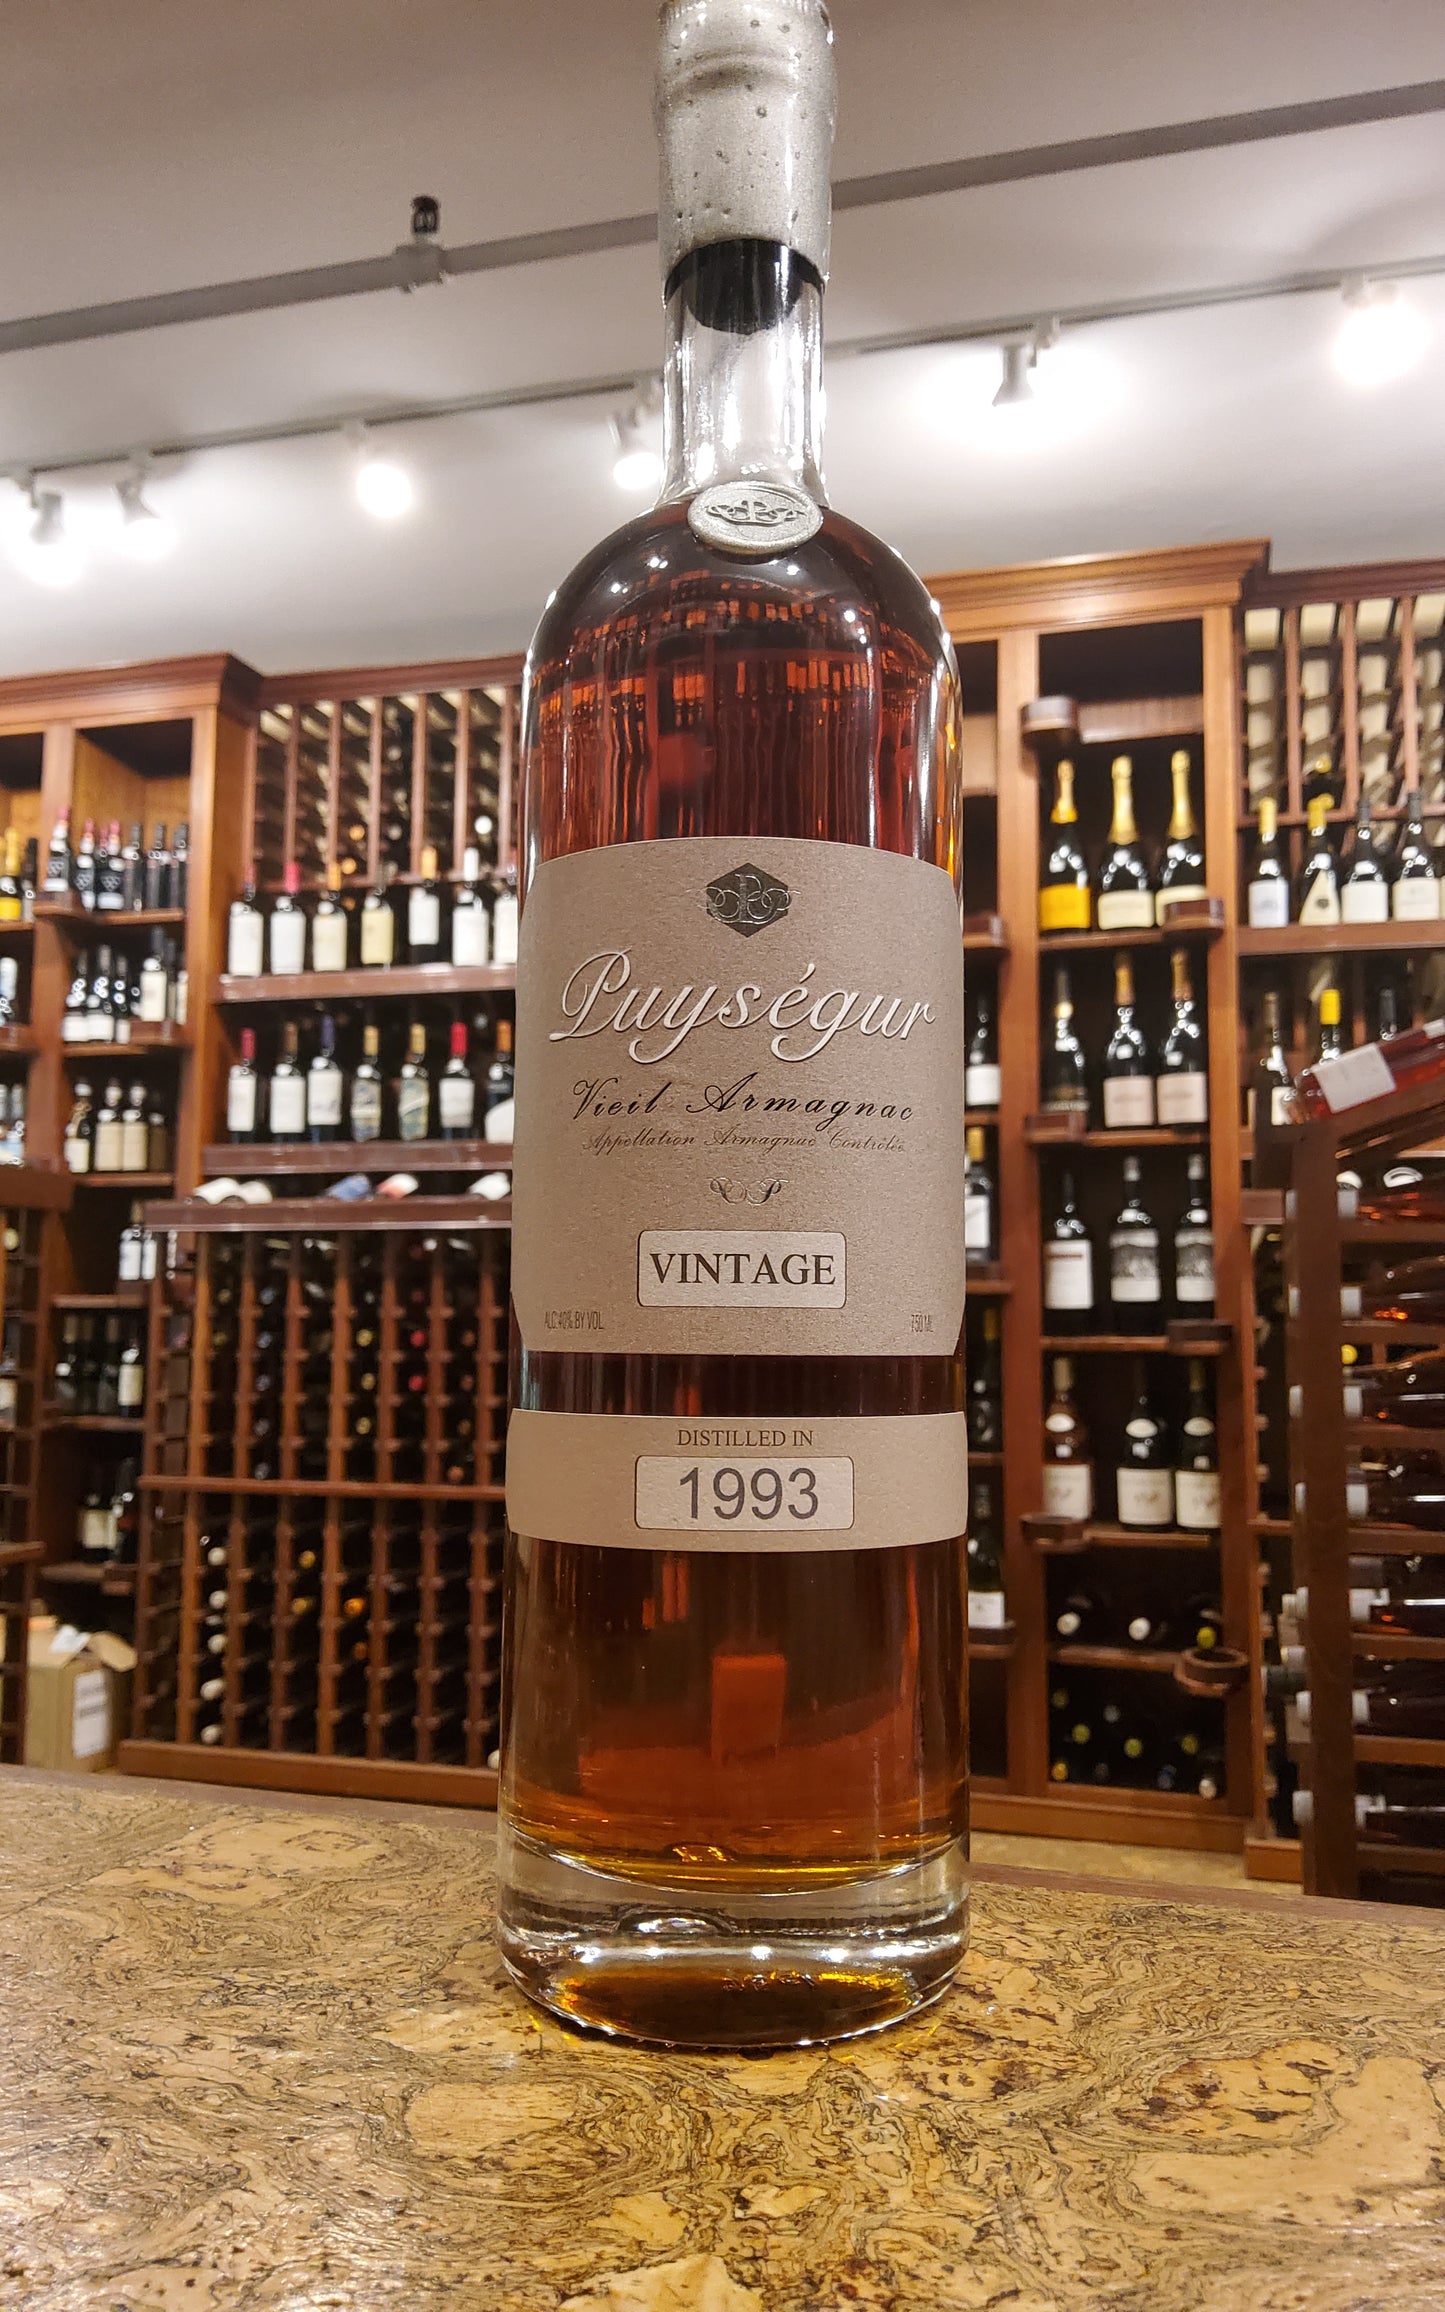 Puységur
Vieil Armagnac
Appellation Armagnac Contrôlée
VINTAGE
ALC. 40% BY VOL.
750 ML
DISTILLED IN
1993